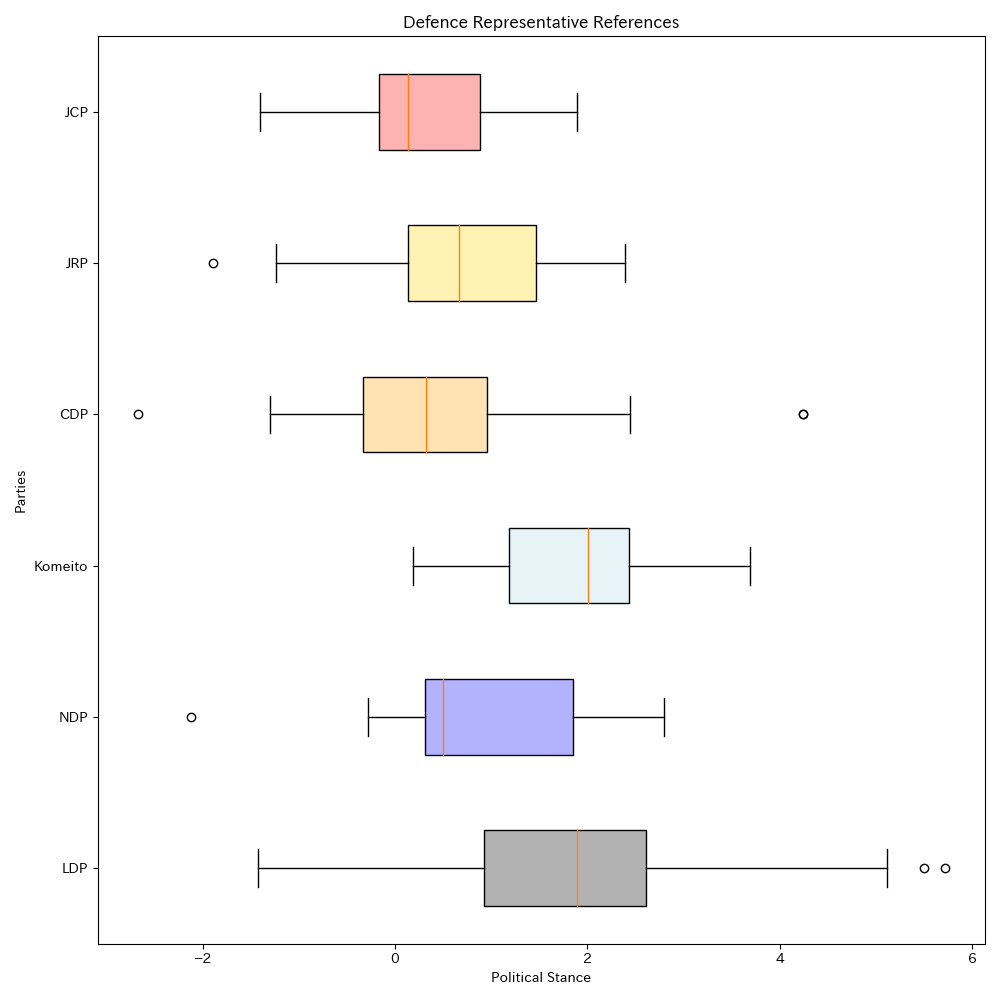 Defence Representative References
JCP
JRP
CDP
Komeito
NDP
LDP
Parties
−2
0
2
4
6
Political Stance